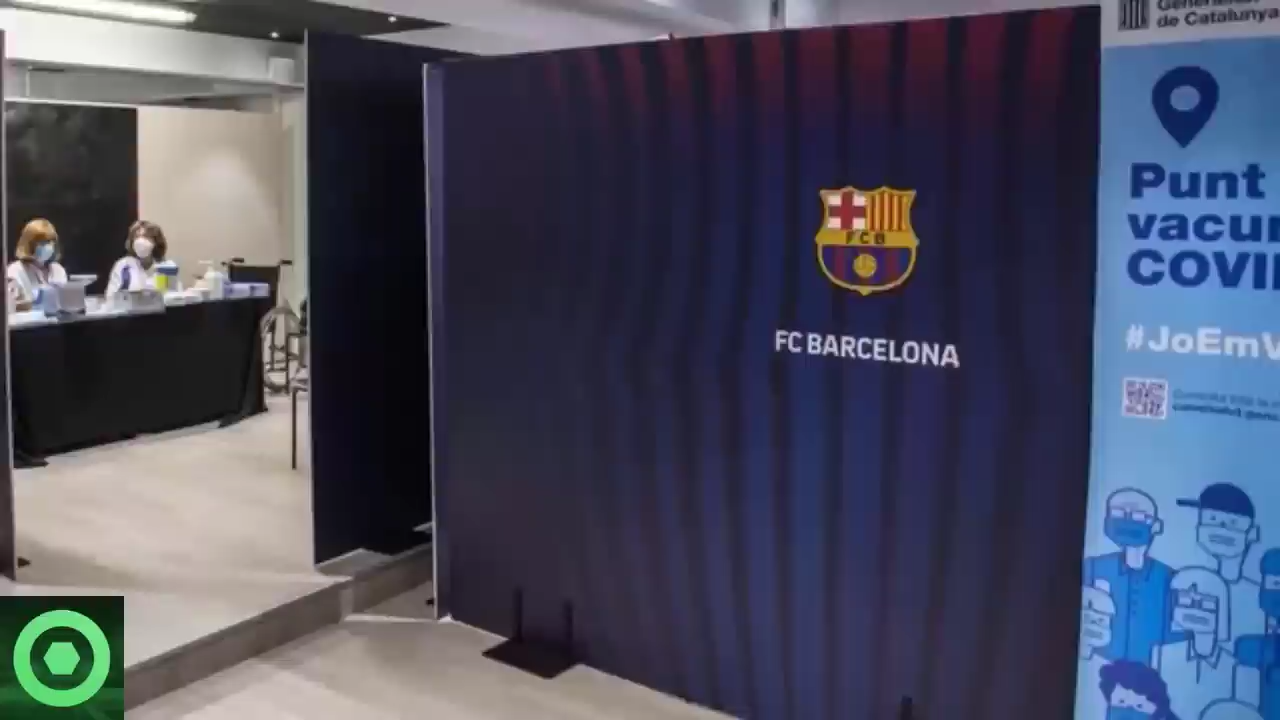 de Catalunya
FCB
FC BARCELONA
Punt
vacun
COVI
#JoEmV